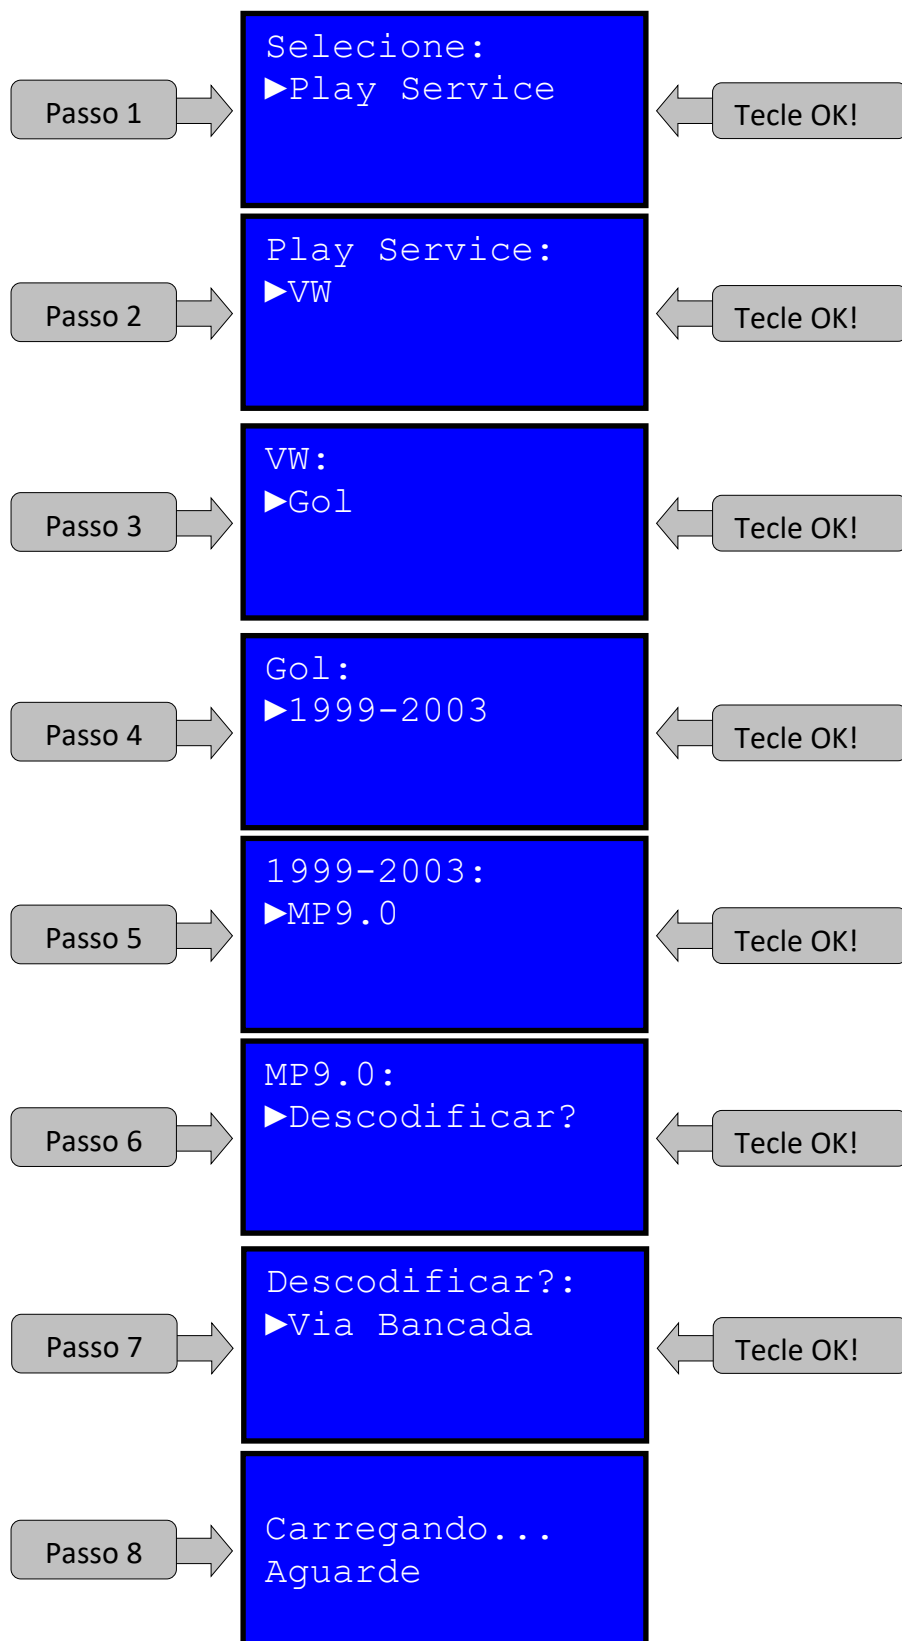 Selecione:
Passo 1
►Play Service
Tecle OK!
Play Service:
Passo 2
►VW
Tecle OK!
VW:
Passo 3
►Gol
Tecle OK!
Gol:
Passo 4
►1999-2003
Tecle OK!
1999-2003:
Passo 5
►MP9.0
Tecle OK!
MP9.0:
Passo 6
►Descodificar?
Tecle OK!
Descodificar?:
Passo 7
►Via Bancada
Tecle OK!
Passo 8
Carregando...
Aguarde